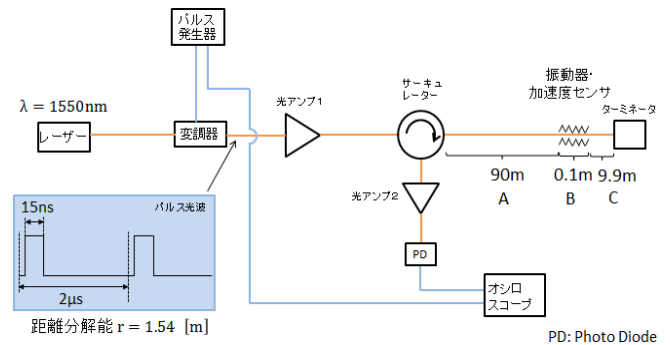 パルス
発生器
λ = 1550nm
レーザー
変調器
光アンプ1
サーキュ
レーター
振動器・
加速度センサ
ターミネータ
90m
0.1m
9.9m
A
B
C
光アンプ2
PD
オシロ
スコープ
パルス光波
15ns
2μs
距離分解能 r = 1.54 [m]
PD: Photo Diode